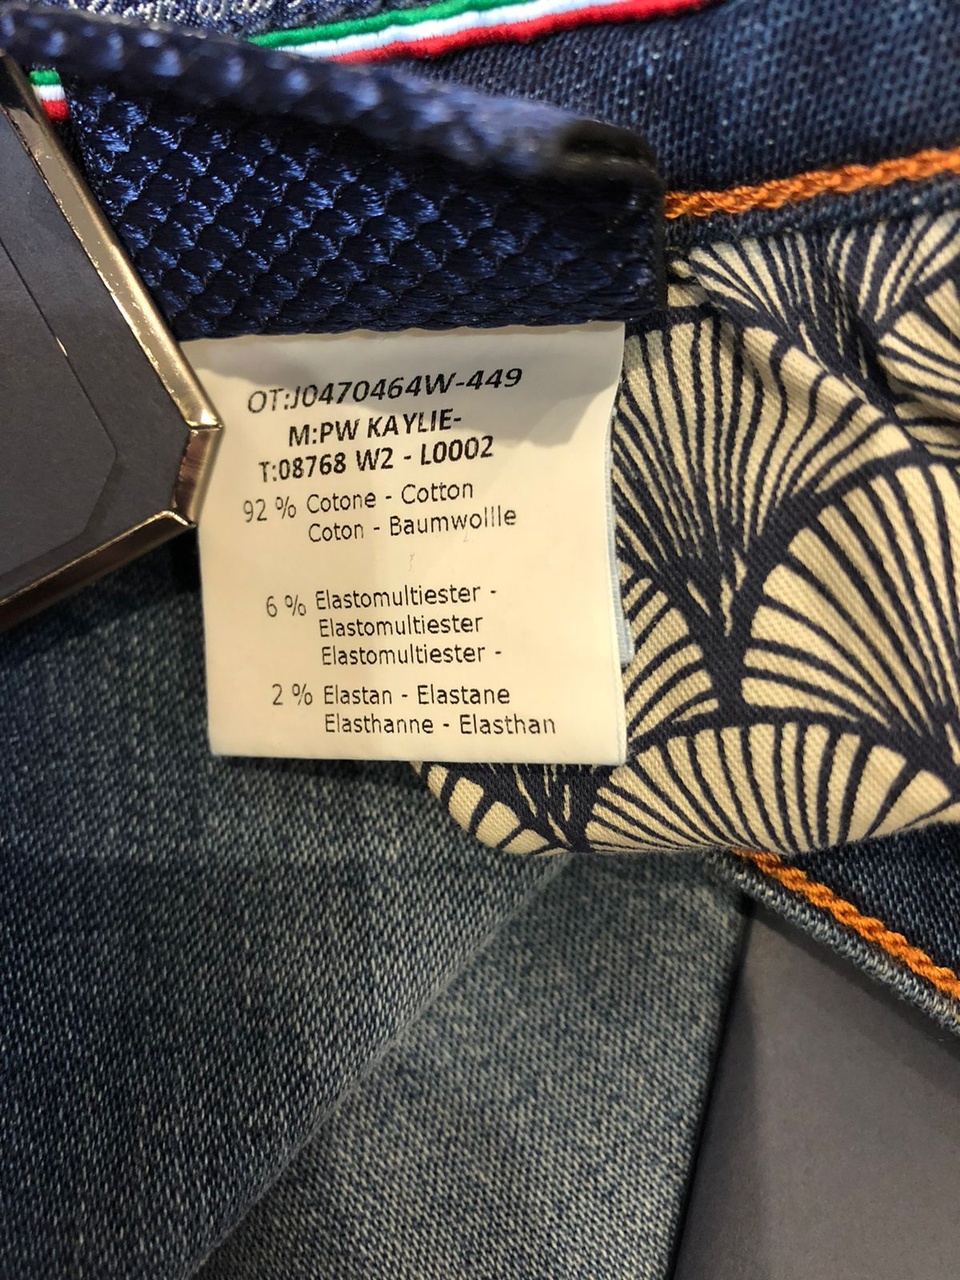 OT:J0470464W-449
M:PW KAYLIE-
T:08768 W2 - L0002
92 % Cotone - Cotton
Coton - Baumwollle
6 % Elastomultiester -
Elastomultiester
Elastomultiester -
2 % Elastan - Elastane
Elasthanne - Elasthan